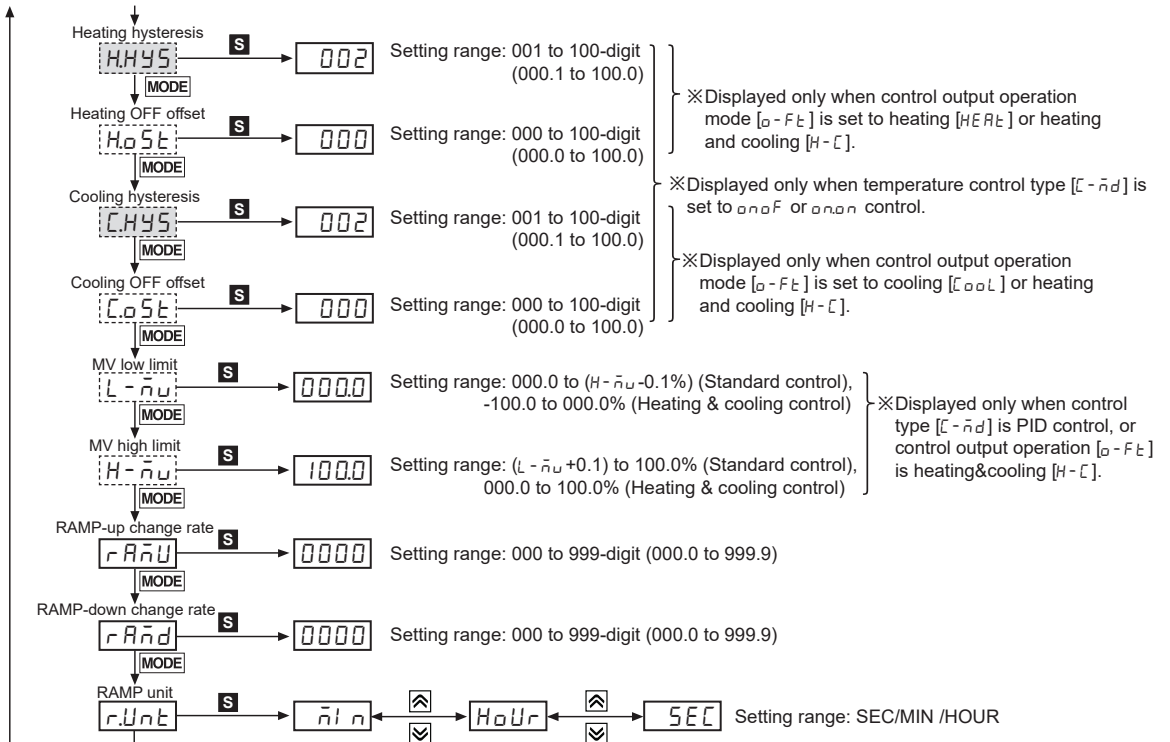 Heating hysteresis
H.HYS S 002 Setting range: 001 to 100-digit
(000.1 to 100.0)
MODE
※Displayed only when control output operation
mode [o-Ft] is set to heating [HEAt] or heating
and cooling [H-C].
Heating OFF offset
H.oSt S 000 Setting range: 000 to 100-digit
(000.0 to 100.0)
MODE
※Displayed only when temperature control type [C-md] is
set to onoF or on.on control.
Cooling hysteresis
C.HYS S 002 Setting range: 001 to 100-digit
(000.1 to 100.0)
MODE
※Displayed only when control output operation
mode [o-Ft] is set to cooling [CooL] or heating
and cooling [H-C].
Cooling OFF offset
C.oSt S 000 Setting range: 000 to 100-digit
(000.0 to 100.0)
MODE
MV low limit
L-mv S 000.0 Setting range: 000.0 to (H-mv-0.1%) (Standard control),
-100.0 to 000.0% (Heating & cooling control)
MODE
※Displayed only when control
type [C-md] is PID control, or
control output operation [o-Ft]
is heating&cooling [H-C].
MV high limit
H-mv S 100.0 Setting range: (L-mv+0.1) to 100.0% (Standard control),
000.0 to 100.0% (Heating & cooling control)
MODE
RAMP-up change rate
rAmU S 0000 Setting range: 000 to 999-digit (000.0 to 999.9)
MODE
RAMP-down change rate
rAmd S 0000 Setting range: 000 to 999-digit (000.0 to 999.9)
MODE
RAMP unit
r.Unt S mIn HoUr SEC Setting range: SEC/MIN /HOUR